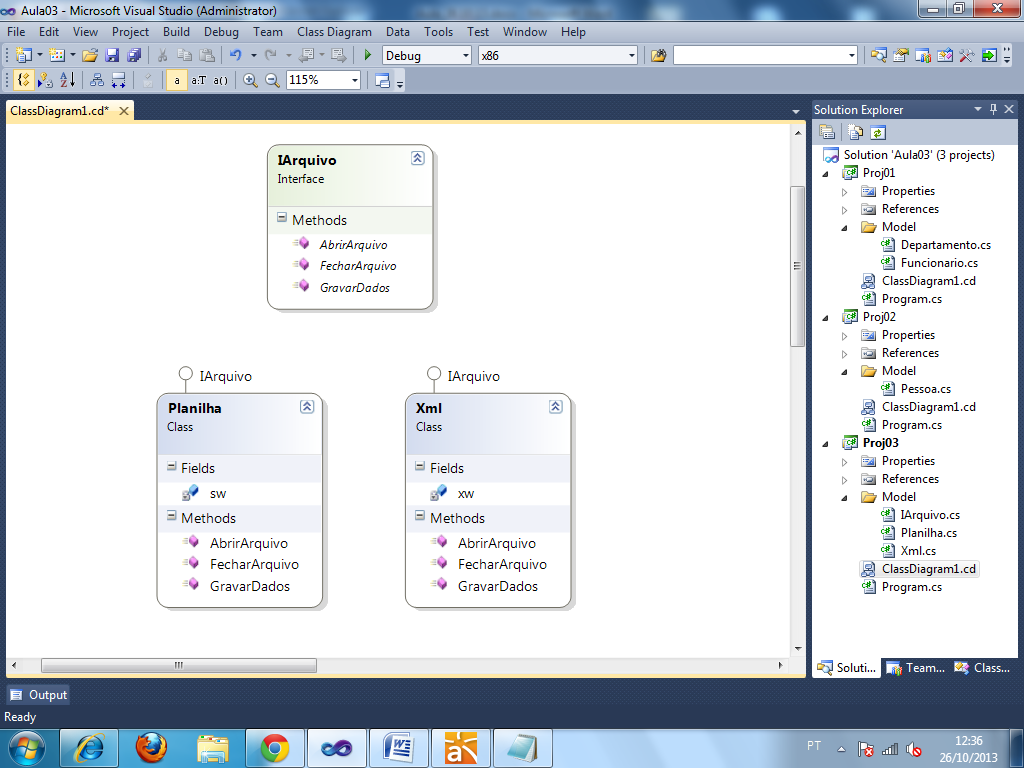 Aula03 - Microsoft Visual Studio (Administrator)
File Edit View Project Build Debug Team Class Diagram Data Tools Test Window Help
Debug x86
a a:T a() 115%
ClassDiagram1.cd*
IArquivo
Interface
Methods
AbrirArquivo
FecharArquivo
GravarDados
IArquivo
Planilha
Class
Fields
sw
Methods
AbrirArquivo
FecharArquivo
GravarDados
IArquivo
Xml
Class
Fields
xw
Methods
AbrirArquivo
FecharArquivo
GravarDados
Solution Explorer
Solution 'Aula03' (3 projects)
Proj01
Properties
References
Model
Departamento.cs
Funcionario.cs
ClassDiagram1.cd
Program.cs
Proj02
Properties
References
Model
Pessoa.cs
ClassDiagram1.cd
Program.cs
Proj03
Properties
References
Model
IArquivo.cs
Planilha.cs
Xml.cs
ClassDiagram1.cd
Program.cs
Soluti... Team... Class...
Output
Ready
PT
12:36
26/10/2013